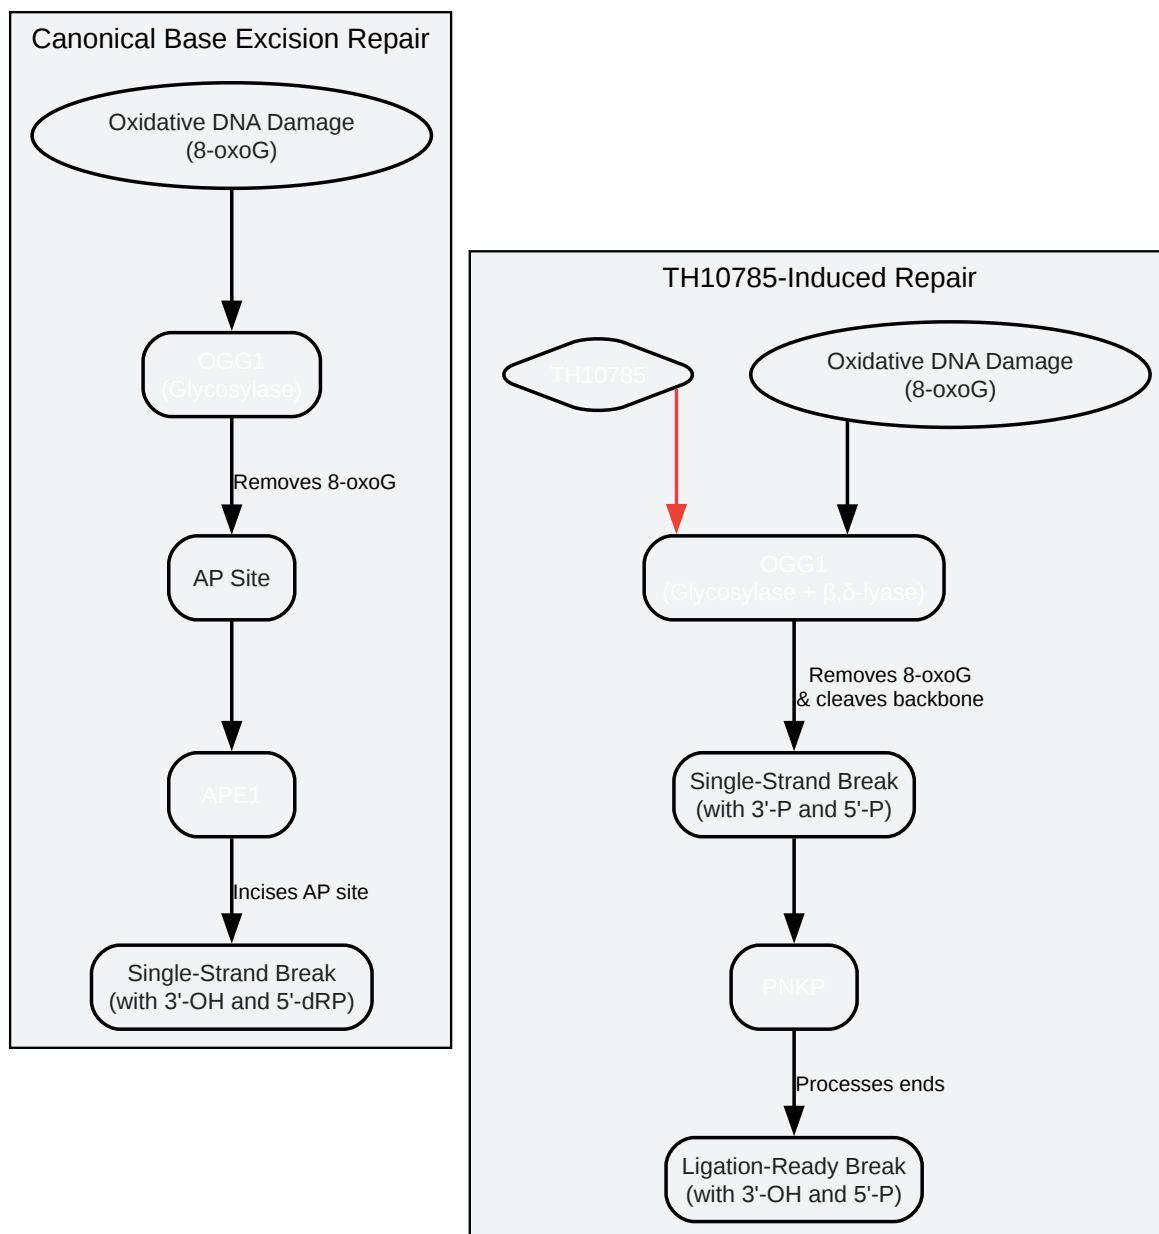 Canonical Base Excision Repair
Oxidative DNA Damage
(8-oxoG)
OGG1
(Glycosylase)
Removes 8-oxoG
AP Site
APE1
Incises AP site
Single-Strand Break
(with 3'-OH and 5'-dRP)
TH10785-Induced Repair
TH10785
Oxidative DNA Damage
(8-oxoG)
OGG1
(Glycosylase + β,δ-lyase)
Removes 8-oxoG
& cleaves backbone
Single-Strand Break
(with 3'-P and 5'-P)
PNKP
Processes ends
Ligation-Ready Break
(with 3'-OH and 5'-P)